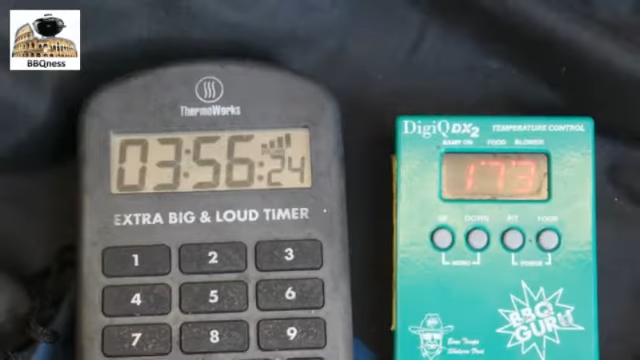 BBQness
ThermoWorks
03:56:24
EXTRA BIG & LOUD TIMER
1 2 3
4 5 6
7 8 9
DigiQ DX2 TEMPERATURE CONTROL
RAMP ON FOOD BLOWER
173
UP DOWN PIT FOOD
MENU POWER
BBQ
GURU